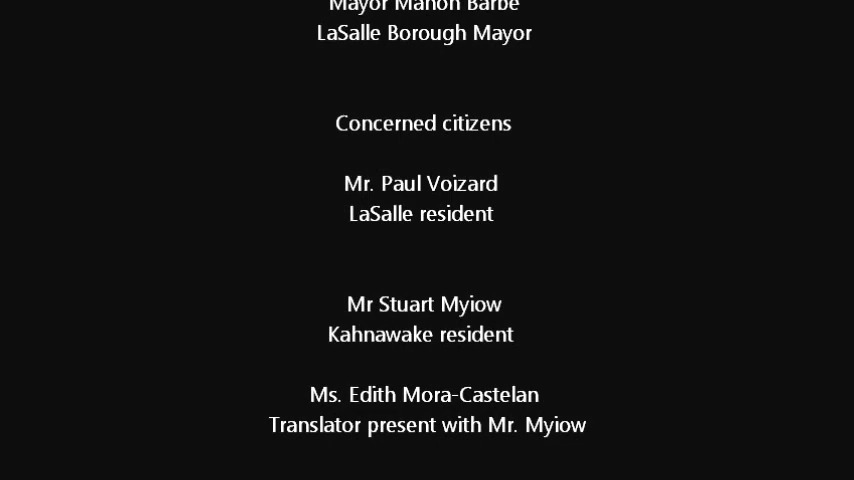 Mayor Manon Barbe
LaSalle Borough Mayor
Concerned citizens
Mr. Paul Voizard
LaSalle resident
Mr Stuart Myiow
Kahnawake resident
Ms. Edith Mora-Castelan
Translator present with Mr. Myiow